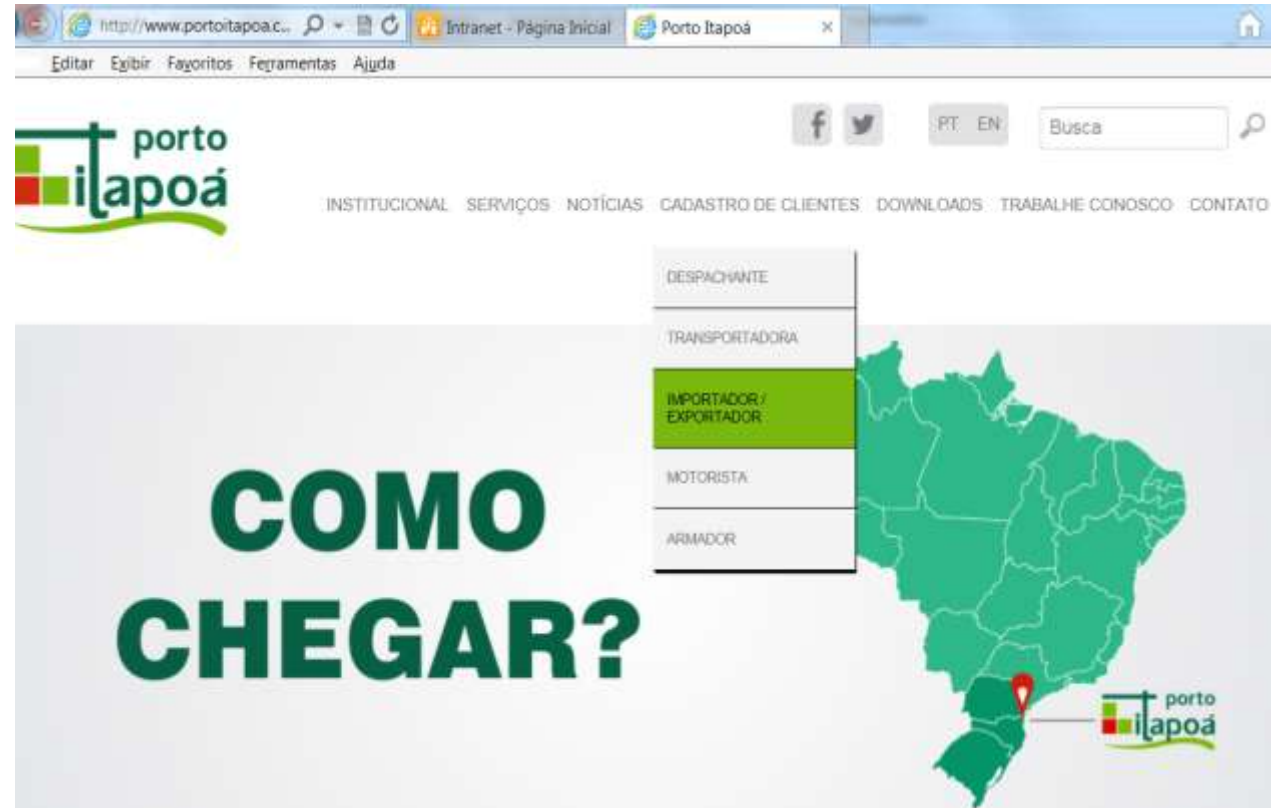 http://www.portoitapoa.c...
Intranet - Página Inicial
Porto Itapoá
Editar Exibir Favoritos Ferramentas Ajuda
porto
itapoá
PT EN
Busca
INSTITUCIONAL SERVIÇOS NOTÍCIAS CADASTRO DE CLIENTES DOWNLOADS TRABALHE CONOSCO CONTATO
DESPACHANTE
TRANSPORTADORA
IMPORTADOR /
EXPORTADOR
MOTORISTA
ARMADOR
COMO
CHEGAR?
porto
itapoá